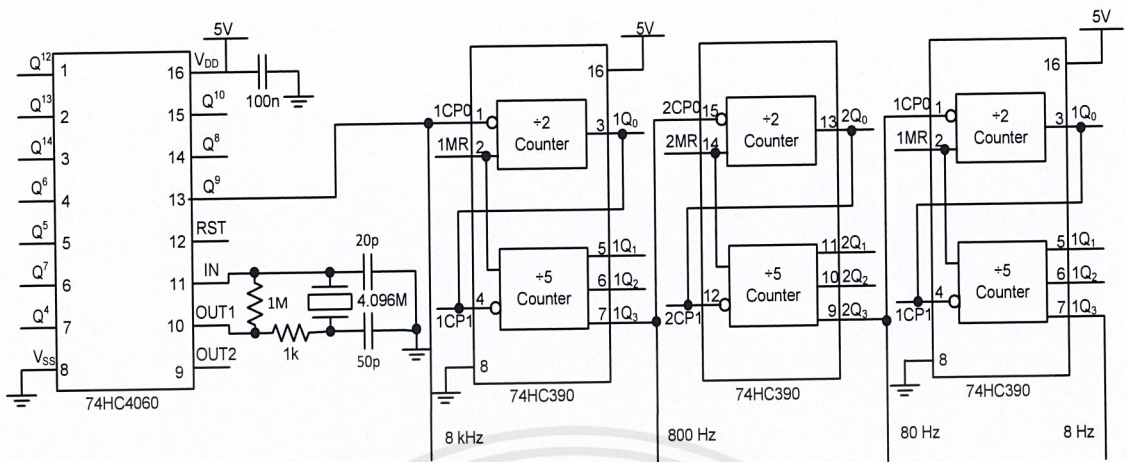 5V
Q12
1
VDD
16
100n
Q13
2
15
Q10
Q14
3
14
Q8
Q6
4
13
Q9
Q5
5
12
RST
Q7
6
11
IN
Q4
7
10
OUT1
VSS
8
9
OUT2
20p
1M
4.096M
1k
50p
74HC4060
5V
16
1CP0
1
÷2
Counter
3
1Q0
1MR
2
÷5
Counter
5
1Q1
6
1Q2
7
1Q3
4
1CP1
8
74HC390
8 kHz
2CP0
15
÷2
Counter
13
2Q0
2MR
14
÷5
Counter
11
2Q1
10
2Q2
9
2Q3
12
2CP1
74HC390
800 Hz
5V
16
1CP0
1
÷2
Counter
3
1Q0
1MR
2
÷5
Counter
5
1Q1
6
1Q2
7
1Q3
4
1CP1
8
74HC390
80 Hz
8 Hz